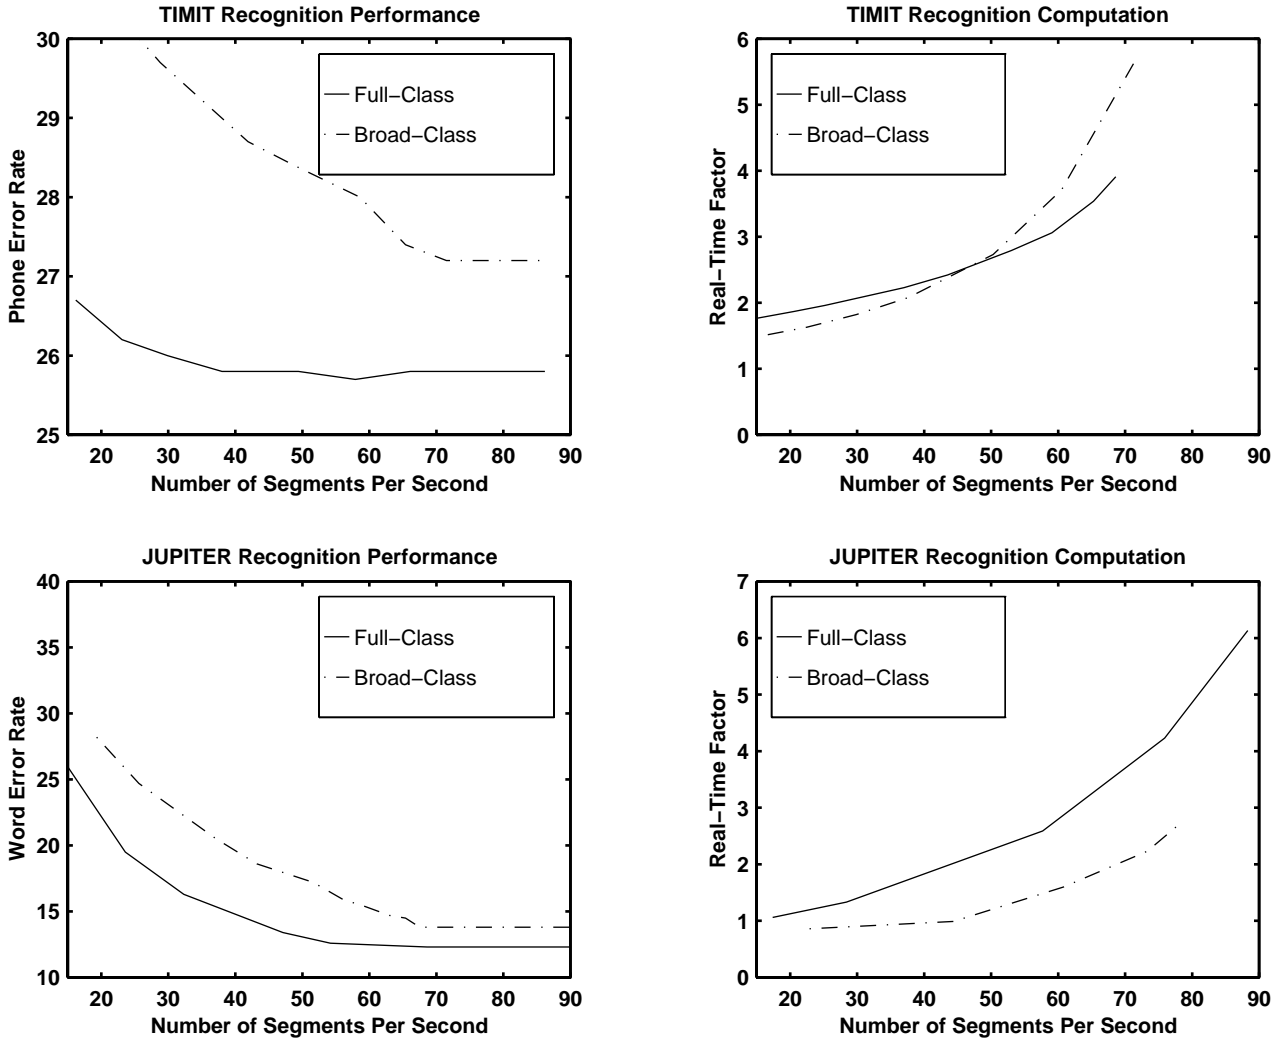 TIMIT Recognition Performance
30
29
28
27
26
25
Phone Error Rate
Full−Class
Broad−Class
20 30 40 50 60 70 80 90
Number of Segments Per Second
TIMIT Recognition Computation
6
5
4
3
2
1
0
Real−Time Factor
Full−Class
Broad−Class
20 30 40 50 60 70 80 90
Number of Segments Per Second
JUPITER Recognition Performance
40
35
30
25
20
15
10
Word Error Rate
Full−Class
Broad−Class
20 30 40 50 60 70 80 90
Number of Segments Per Second
JUPITER Recognition Computation
7
6
5
4
3
2
1
0
Real−Time Factor
Full−Class
Broad−Class
20 30 40 50 60 70 80 90
Number of Segments Per Second